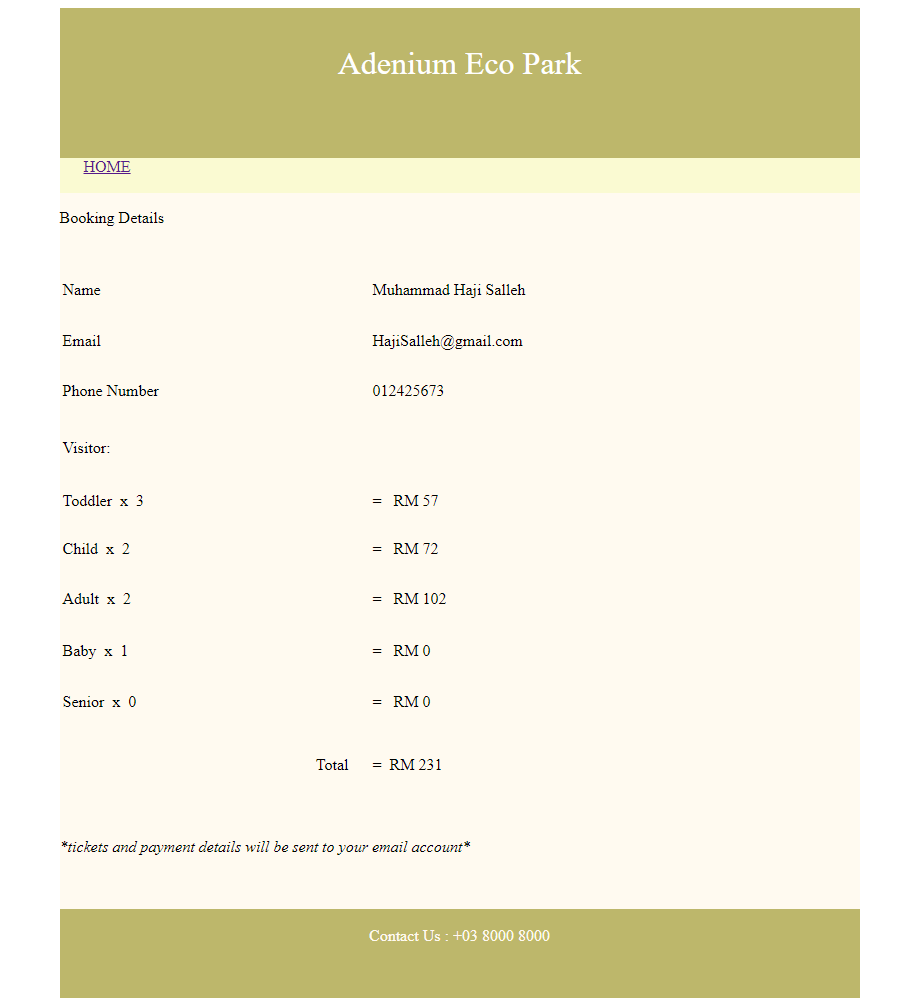 Adenium Eco Park
HOME
Booking Details
Name Muhammad Haji Salleh
Email HajiSalleh@gmail.com
Phone Number 012425673
Visitor:
Toddler x 3 = RM 57
Child x 2 = RM 72
Adult x 2 = RM 102
Baby x 1 = RM 0
Senior x 0 = RM 0
Total = RM 231
*tickets and payment details will be sent to your email account*
Contact Us : +03 8000 8000